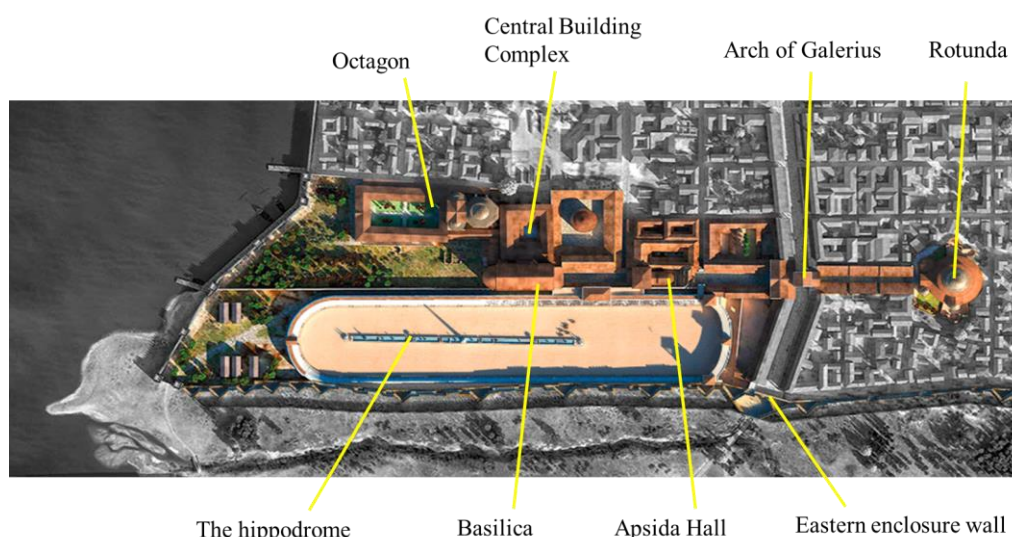 Central Building
Complex
Octagon
Arch of Galerius
Rotunda
The hippodrome
Basilica
Apsida Hall
Eastern enclosure wall